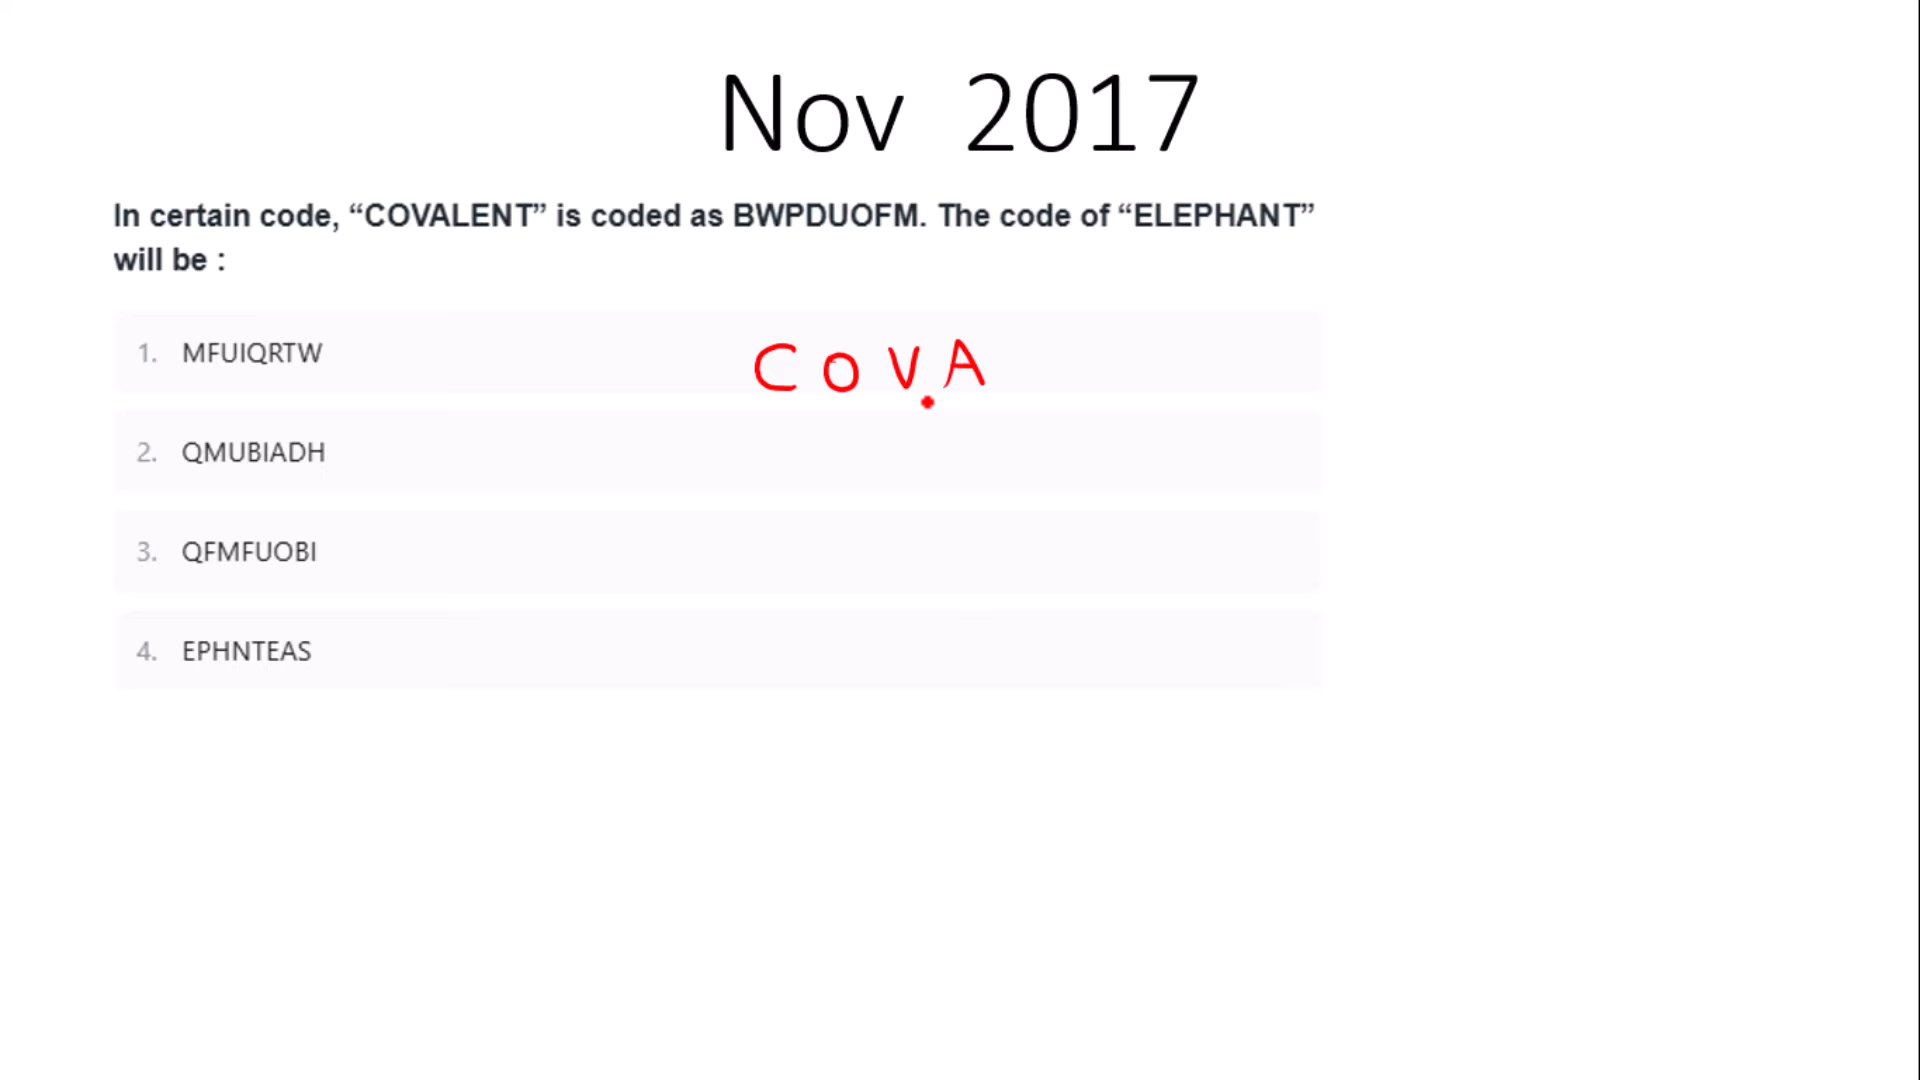 Nov 2017
In certain code, “COVALENT” is coded as BWPDUOFM. The code of “ELEPHANT”
will be :
1. MFUIQRTW
C O V A
2. QMUBIADH
3. QFMFUOBI
4. EPHNTEAS